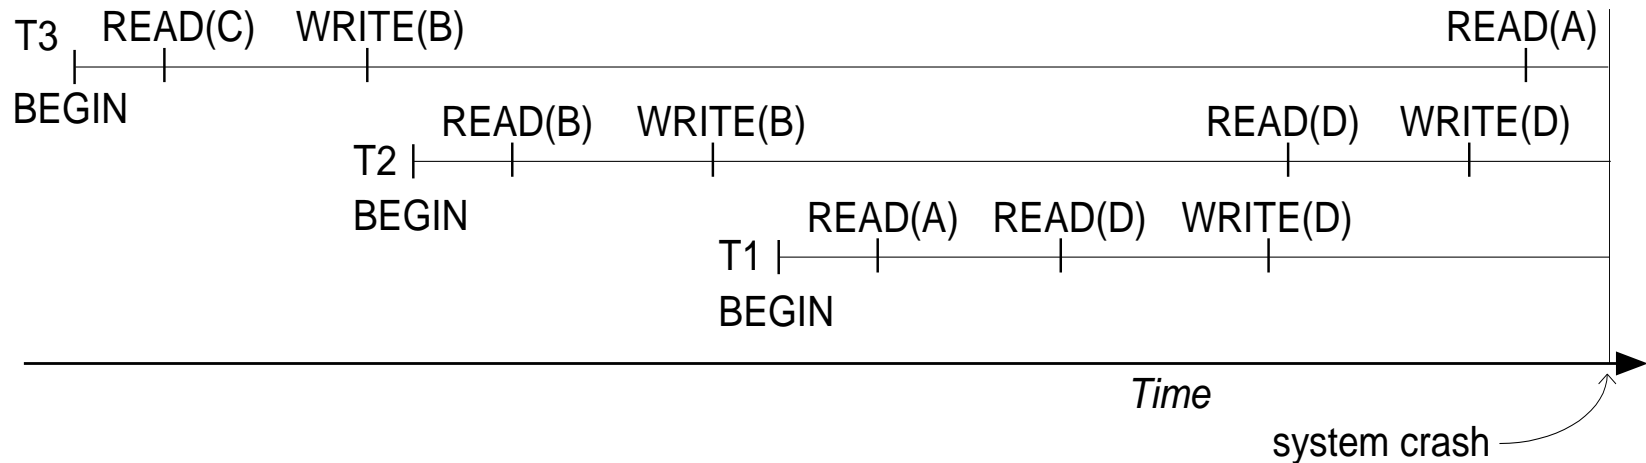 T3 READ(C) WRITE(B) READ(A)
BEGIN
READ(B) WRITE(B) READ(D) WRITE(D)
T2
BEGIN
READ(A) READ(D) WRITE(D)
T1
BEGIN
Time
system crash